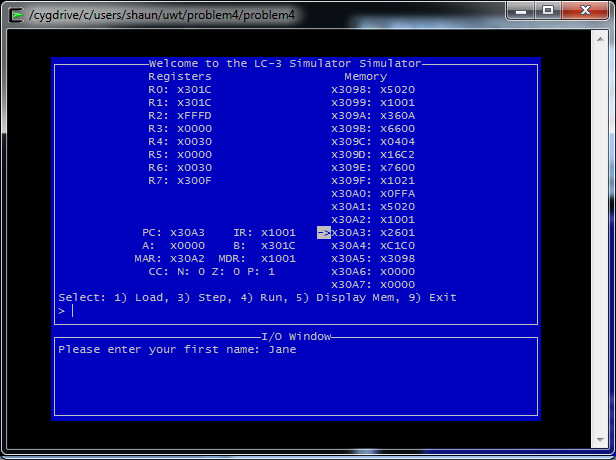 /cygdrive/c/users/shaun/uwt/problem4/problem4
Welcome to the LC-3 Simulator Simulator
Registers Memory
R0: x301C x3098: x5020
R1: x301C x3099: x1001
R2: xFFFD x309A: x360A
R3: x0000 x309B: x6600
R4: x0030 x309C: x0404
R5: x0000 x309D: x16C2
R6: x0030 x309E: x7600
R7: x300F x309F: x1021
x30A0: x0FFA
x30A1: x5020
x30A2: x1001
PC: x30A3 IR: x1001 ->x30A3: x2601
A: x0000 B: x301C x30A4: xC1C0
MAR: x30A2 MDR: x1001 x30A5: x3098
CC: N: 0 Z: 0 P: 1 x30A6: x0000
x30A7: x0000
Select: 1) Load, 3) Step, 4) Run, 5) Display Mem, 9) Exit
>
I/O Window
Please enter your first name: Jane